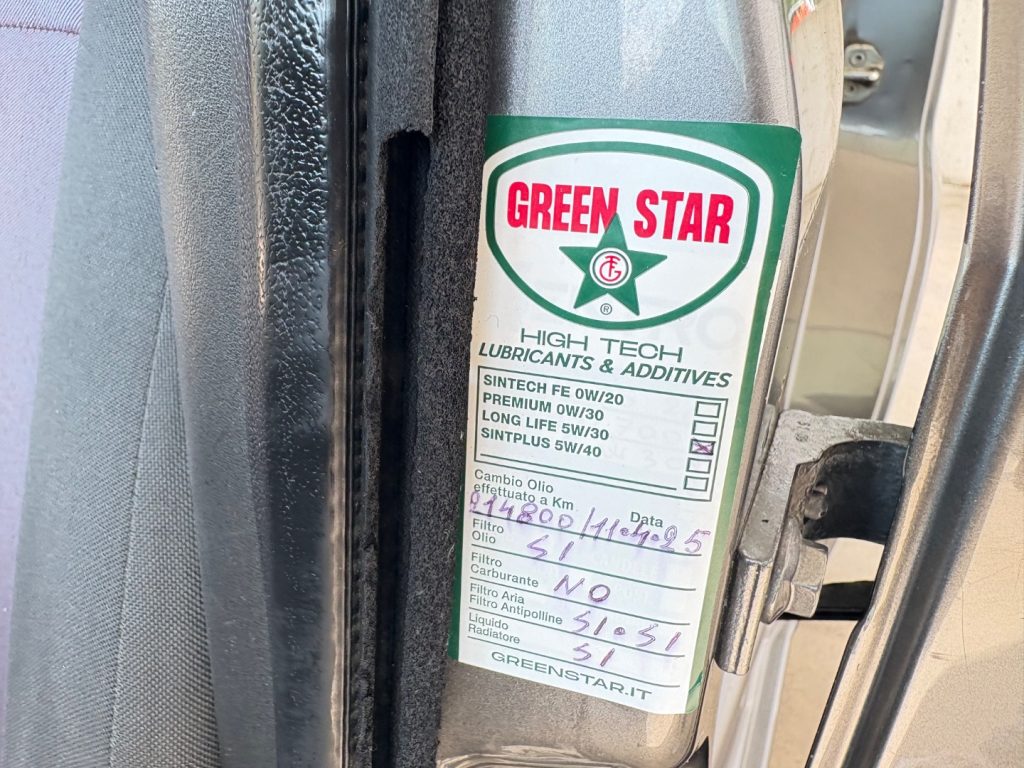 GREEN STAR
®
HIGH TECH
LUBRICANTS & ADDITIVES
SINTECH FE 0W/20
PREMIUM 0W/30
LONG LIFE 5W/30
SINTPLUS 5W/40
Cambio Olio
effettuato a Km Data
214800/11.4.25
Filtro
Olio SI
Filtro
Carburante NO
Filtro Aria
Filtro Antipolline SI.SI
Liquido
Radiatore SI
GREENSTAR.IT